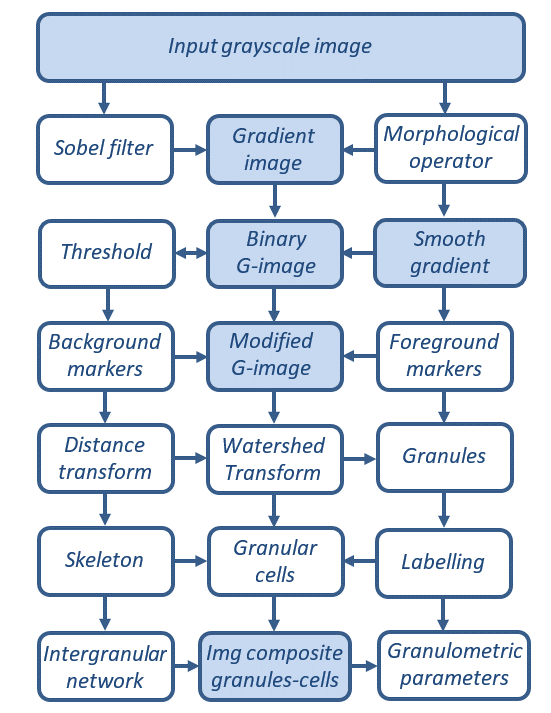 Input grayscale image
Sobel filter
Gradient
image
Morphological
operator
Threshold
Binary
G-image
Smooth
gradient
Background
markers
Modified
G-image
Foreground
markers
Distance
transform
Watershed
Transform
Granules
Skeleton
Granular
cells
Labelling
Intergranular
network
Img composite
granules-cells
Granulometric
parameters